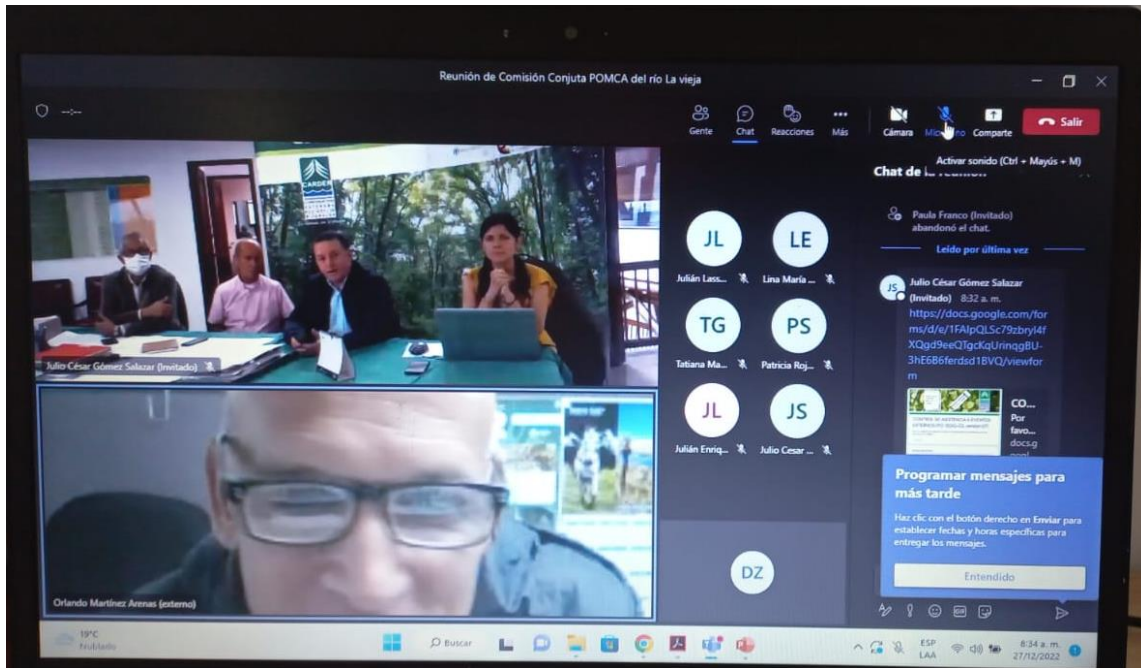 Reunión de Comisión Conjuta POMCA del río La vieja
--:--
Gente
Chat
Reacciones
Más
Cámara
Comparte
Salir
Activar sonido (Ctrl + Mayús + M)
Chat de
CARDER
Julio César Gómez Salazar (Invitado)
Orlando Martínez Arenas (externo)
JL
LE
Julián Lass...
Lina María ...
TG
PS
Tatiana Ma...
Patricia Roj...
JL
JS
Julián Enriq...
Julio Cesar ...
DZ
Paula Franco (Invitado)
abandonó el chat.
Leído por última vez
JS
Julio César Gómez Salazar
(Invitado) 8:32 a. m.
https://docs.google.com/for
ms/d/e/1FAIpQLSc79zbryI4f
XQgd9eeQTgcKqUrinqgBU-
3hE6B6ferdsd1BVQ/viewfor
m
CO...
Por
favo...
docs.g
Programar mensajes para
más tarde
Haz clic con el botón derecho en Enviar para
establecer fechas y horas específicas para
entregar los mensajes.
Entendido
GIF
19°C
Nublado
Buscar
ESP
LAA
8:34 a. m.
27/12/2022